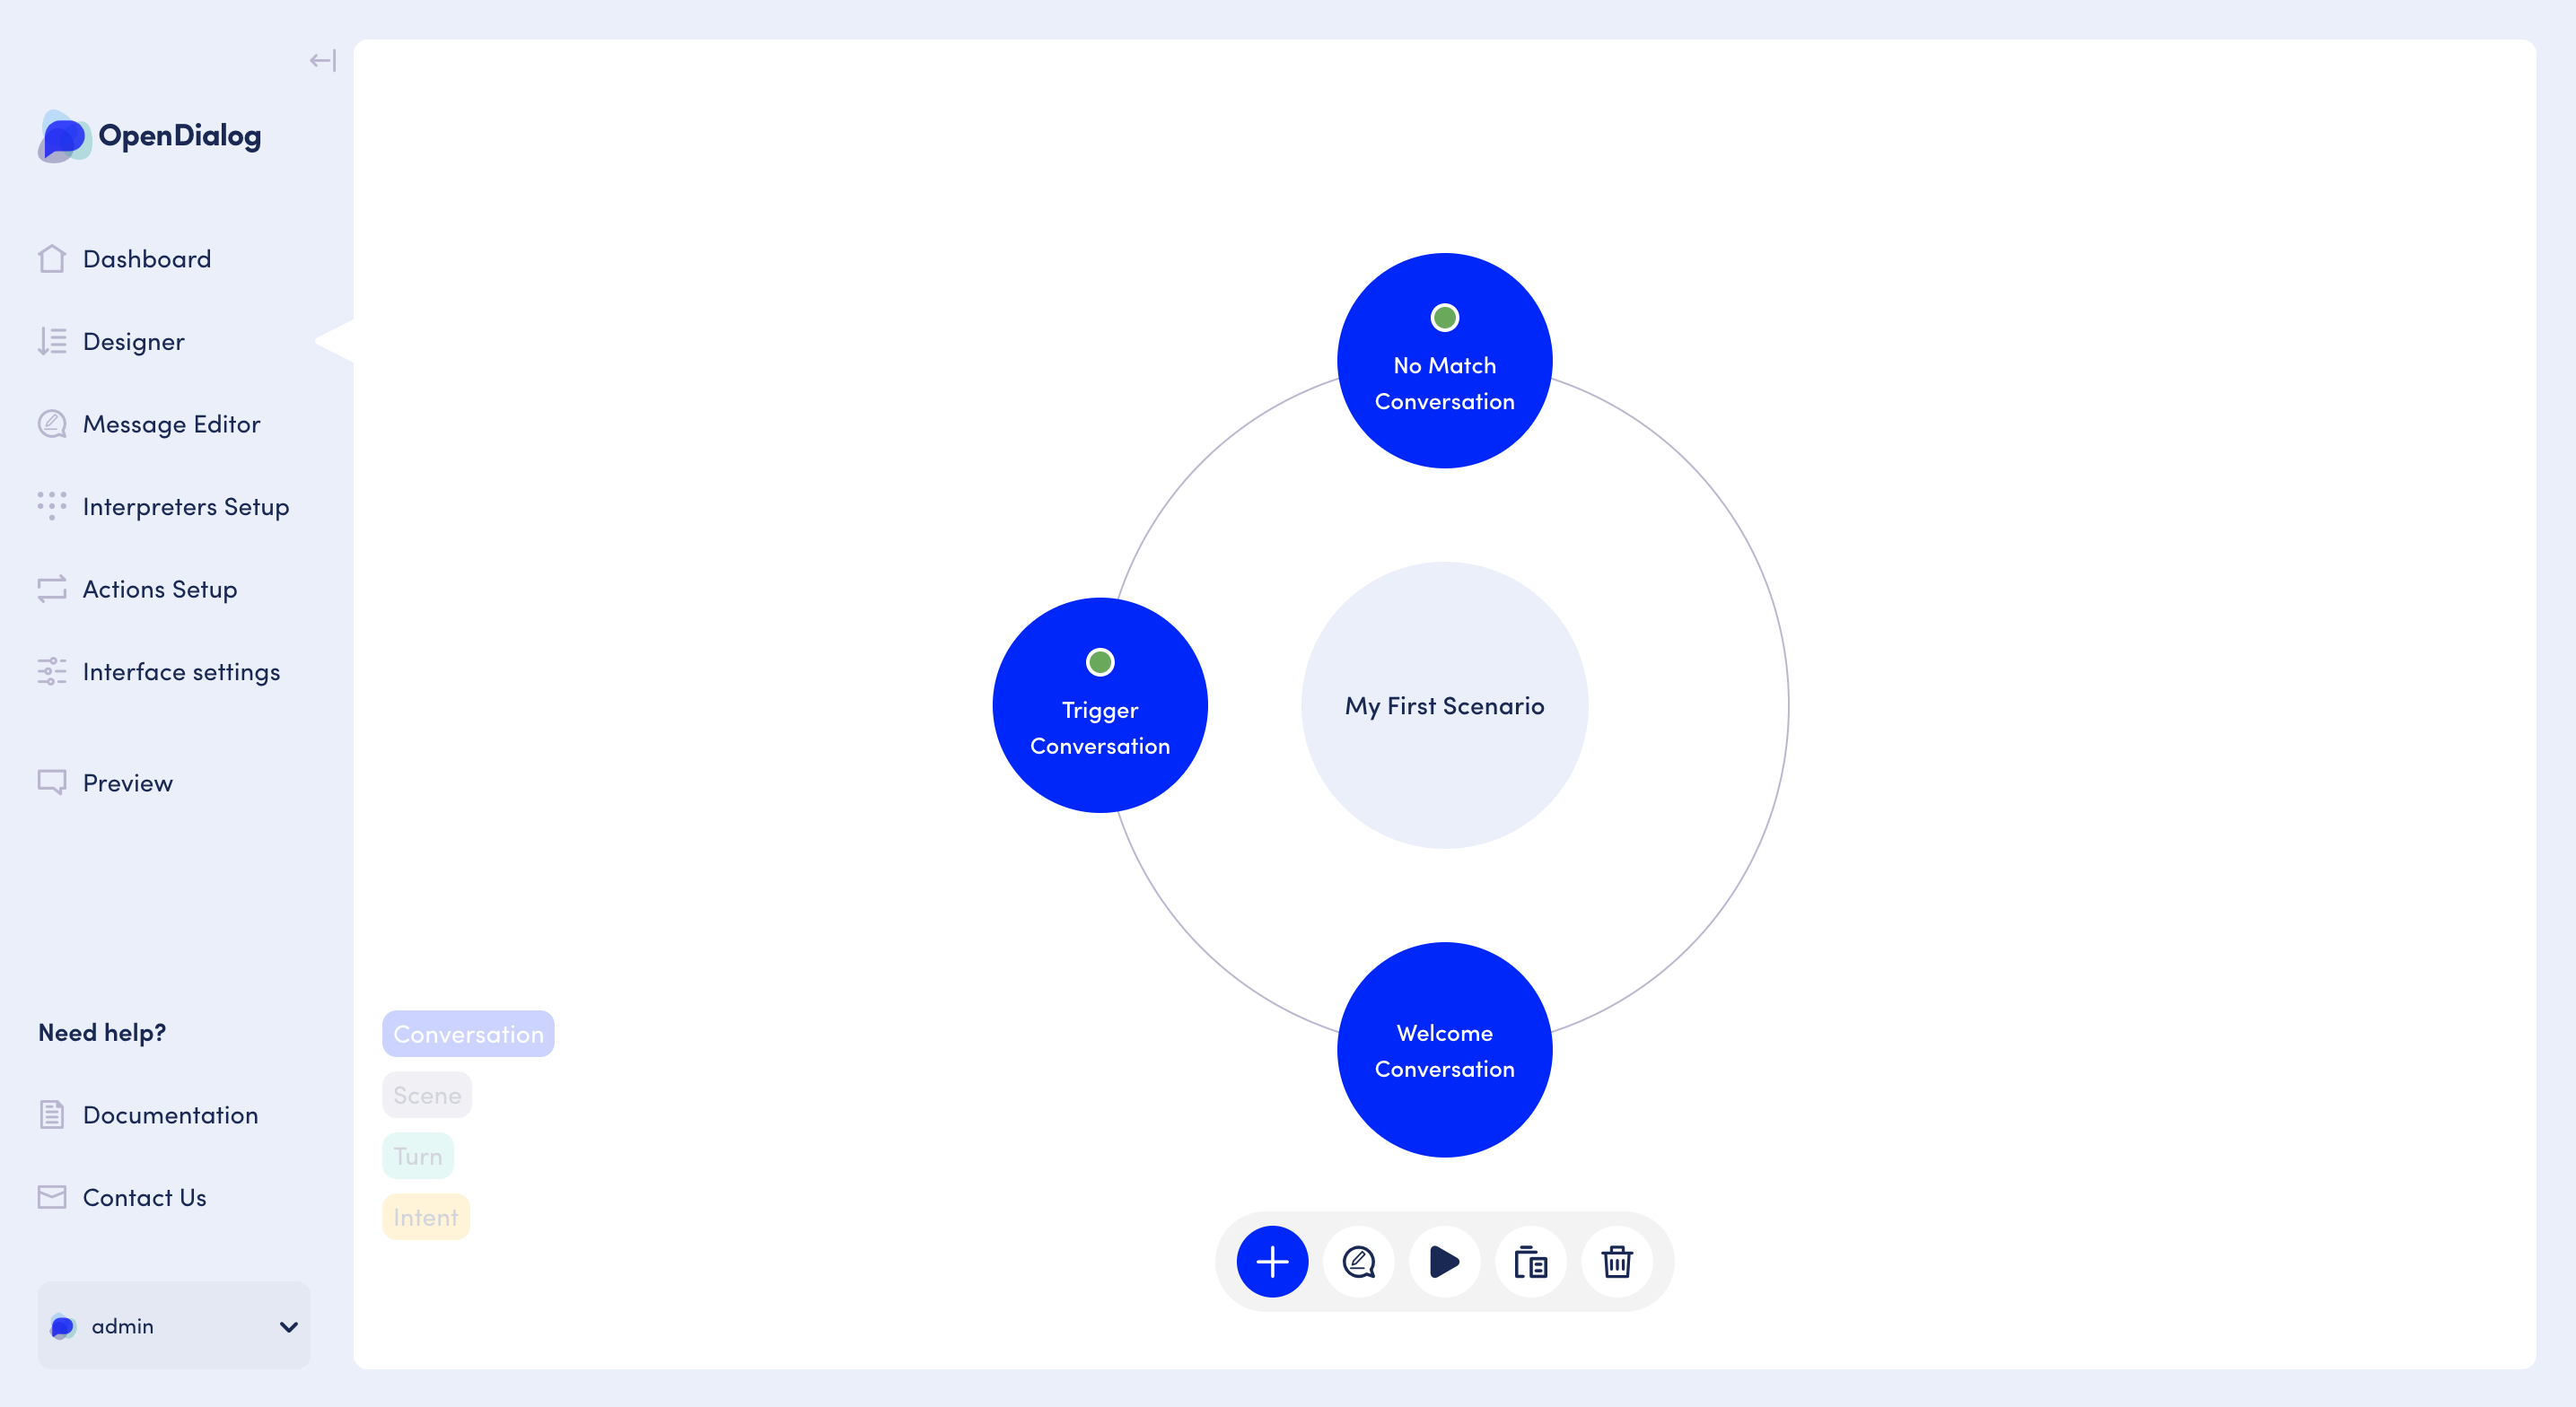 OpenDialog
Dashboard
Designer
Message Editor
Interpreters Setup
Actions Setup
Interface settings
Preview
Need help?
Documentation
Contact Us
admin
No Match
Conversation
Trigger
Conversation
My First Scenario
Welcome
Conversation
Conversation
Scene
Turn
Intent